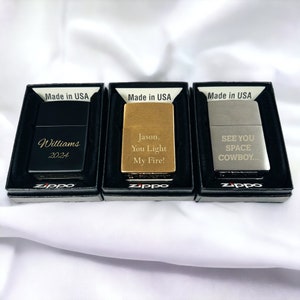 Made in USA
Williams
2024
zippo
Made in USA
Jason,
You Light
My Fire!
zippo
Made in USA
SEE YOU
SPACE
COWBOY...
zippo